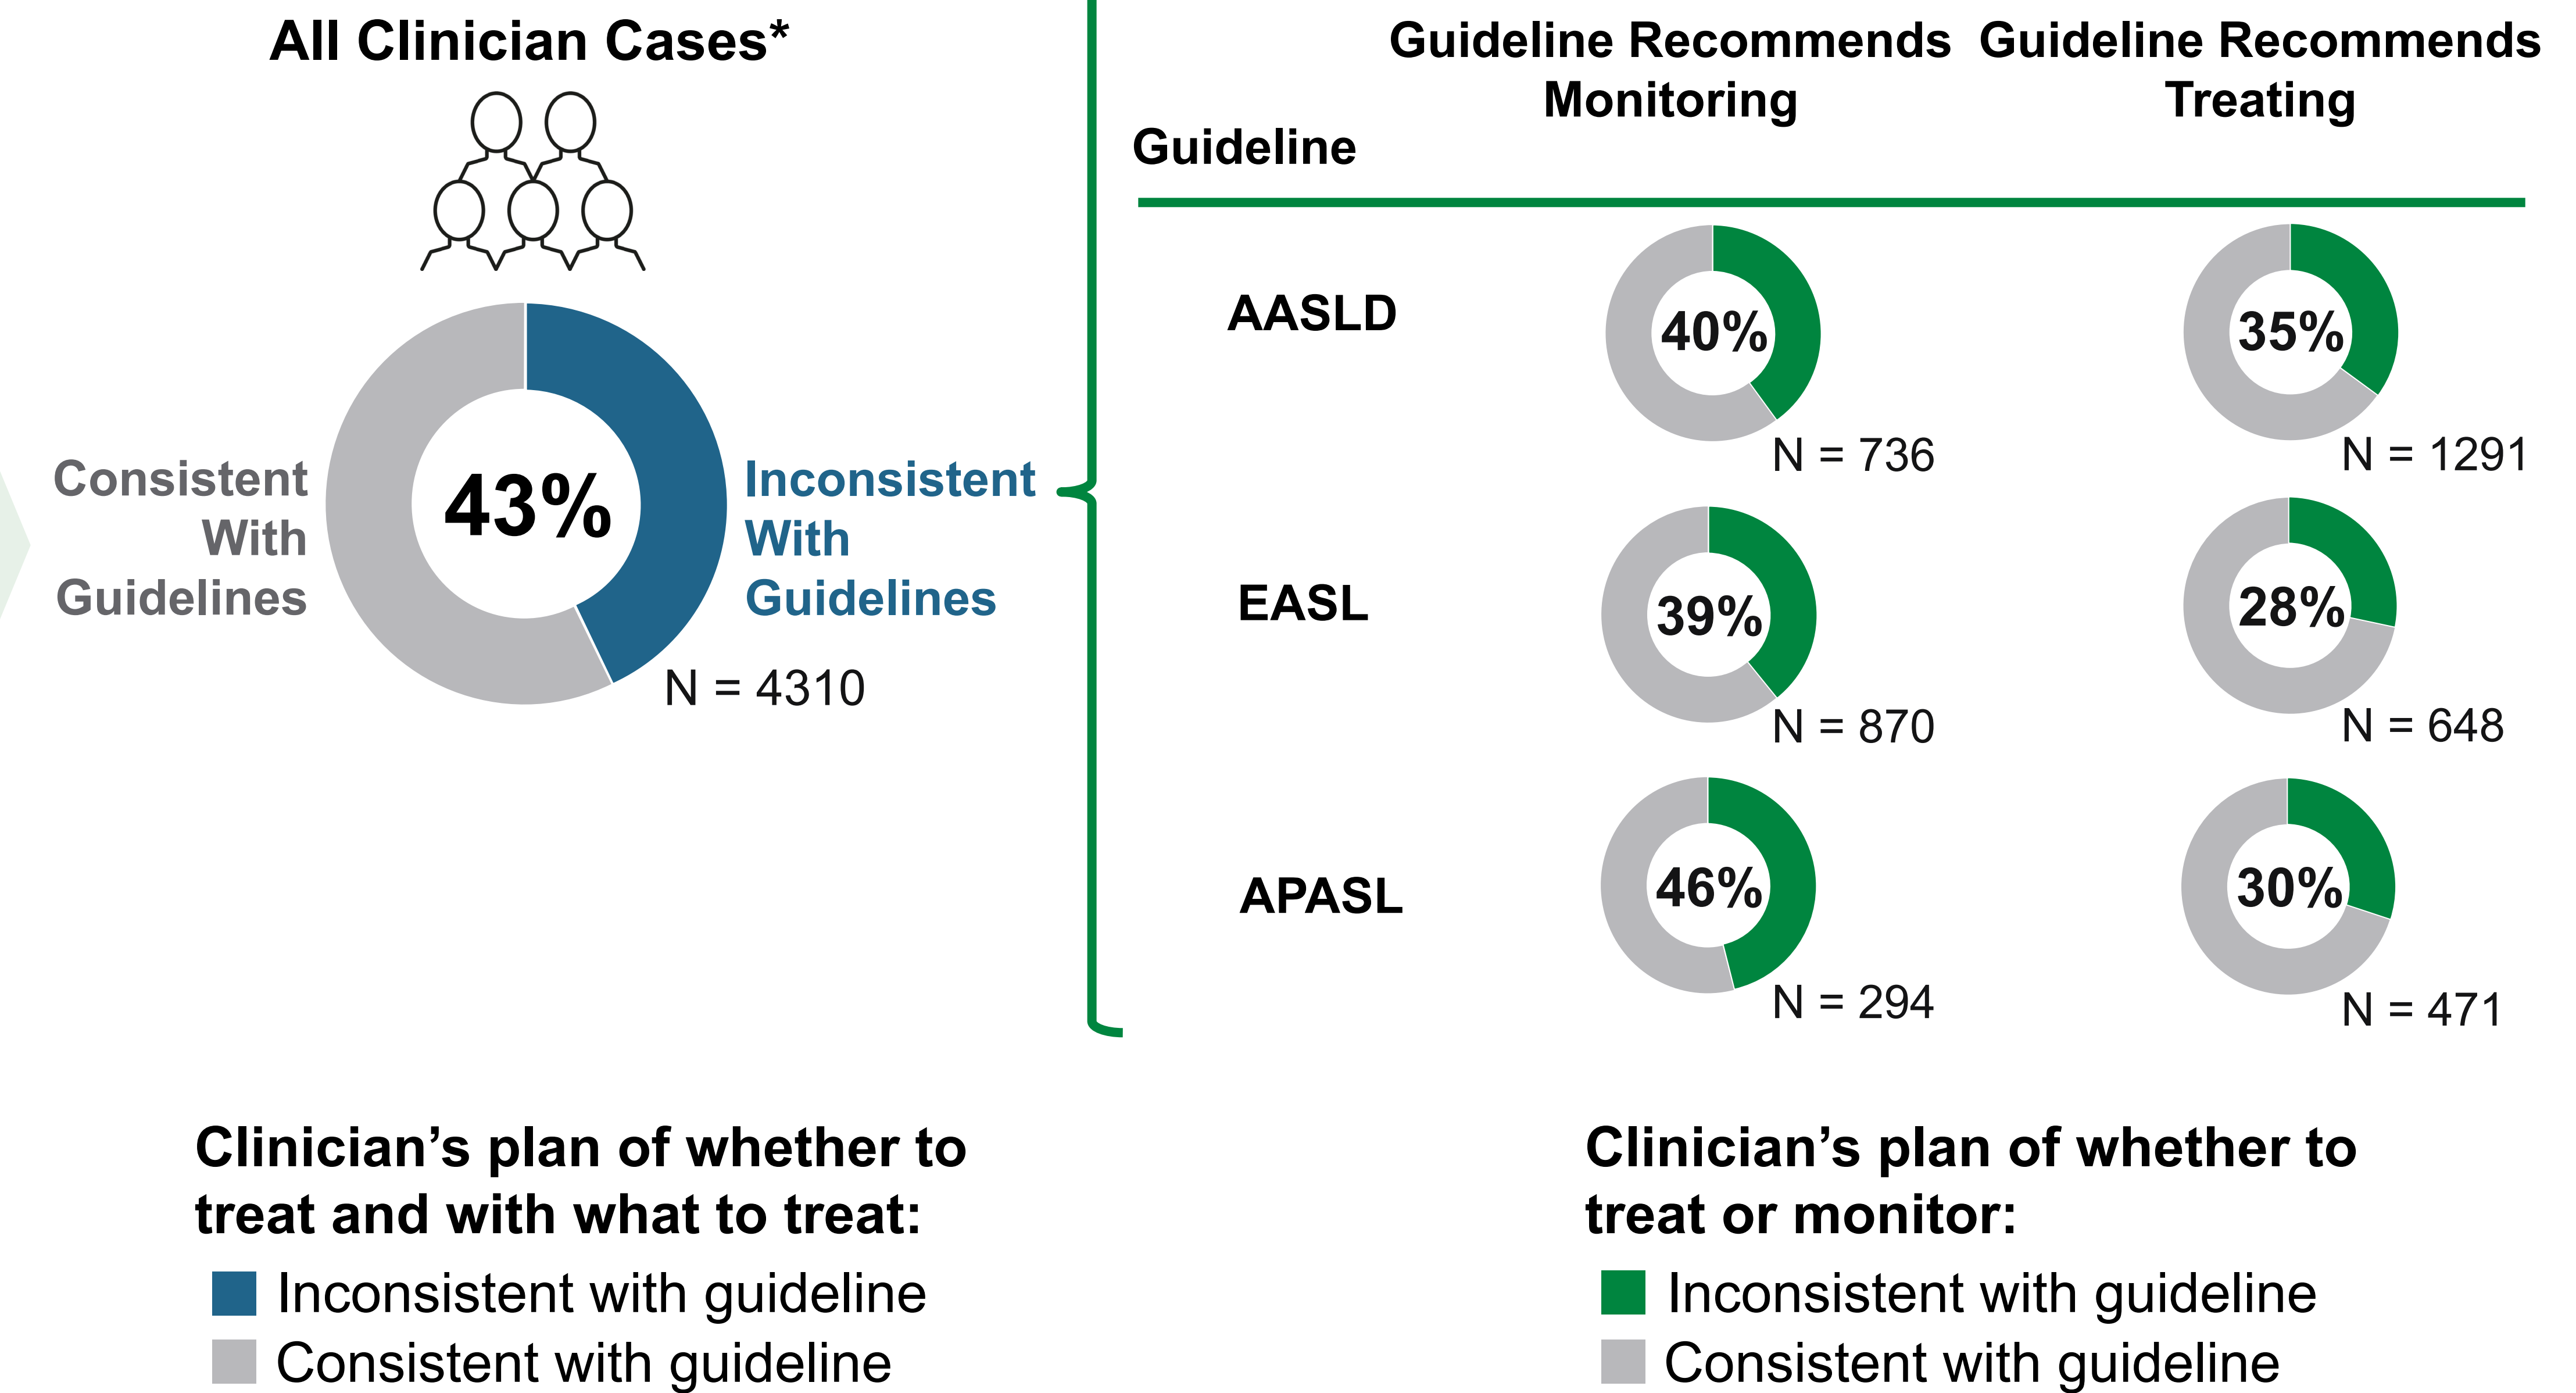 All Clinician Cases*
43%
Consistent
With
Guidelines
Inconsistent
With
Guidelines
N = 4310
Guideline
Guideline Recommends
Monitoring
Guideline Recommends
Treating
AASLD
40%
N = 736
35%
N = 1291
EASL
39%
N = 870
28%
N = 648
APASL
46%
N = 294
30%
N = 471
Clinician’s plan of whether to
treat and with what to treat:
Inconsistent with guideline
Consistent with guideline
Clinician’s plan of whether to
treat or monitor:
Inconsistent with guideline
Consistent with guideline